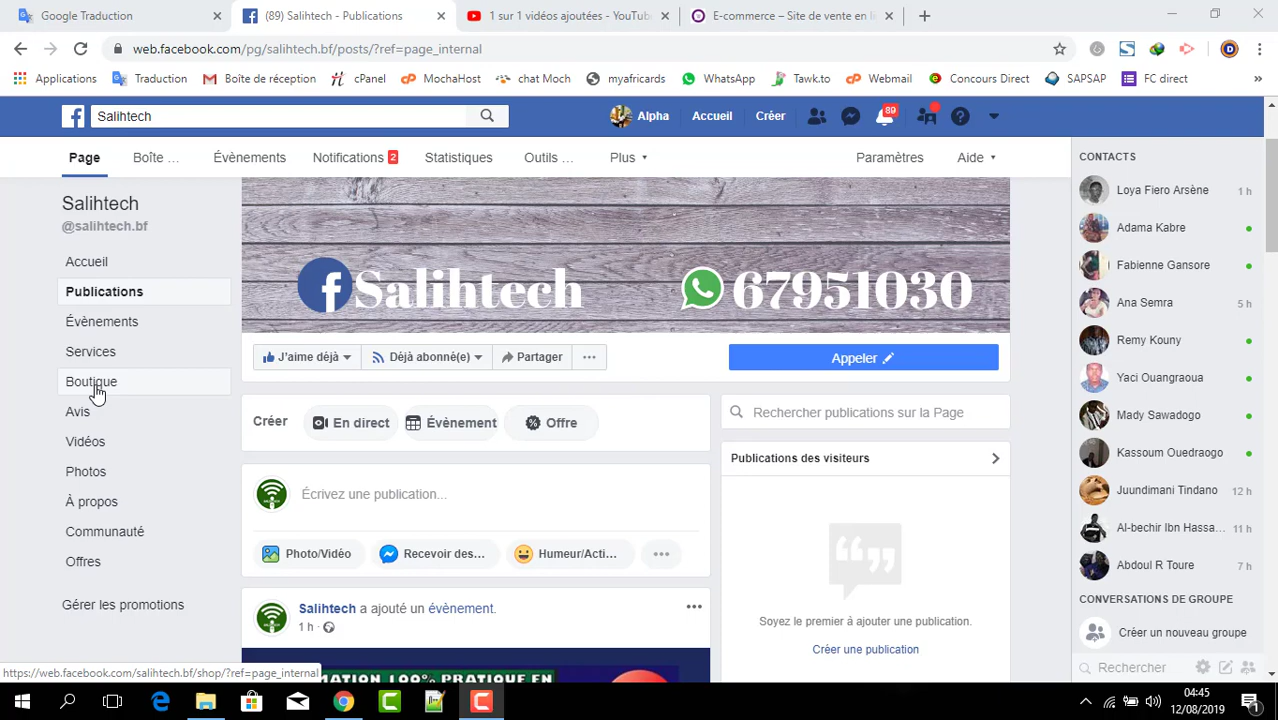 Google Traduction
(89) Salihtech - Publications
1 sur 1 vidéos ajoutées - YouTub
E-commerce – Site de vente en li
web.facebook.com/pg/salihtech.bf/posts/?ref=page_internal
Applications
Traduction
Boîte de réception
cPanel
MochaHost
chat Moch
myafricards
WhatsApp
Tawk.to
Webmail
Concours Direct
SAPSAP
FC direct
»
Salihtech
Alpha
Accueil
Créer
89
Page
Boîte ...
Évènements
Notifications 2
Statistiques
Outils ...
Plus
Paramètres
Aide
Salihtech
@salihtech.bf
Accueil
Publications
Évènements
Services
Boutique
Avis
Vidéos
Photos
À propos
Communauté
Offres
Gérer les promotions
Salihtech
67951030
J'aime déjà
Déjà abonné(e)
Partager
Appeler
Créer
En direct
Évènement
Offre
Écrivez une publication...
Photo/Vidéo
Recevoir des...
Humeur/Acti...
Salihtech a ajouté un évènement.
1 h
RMATION 100% PRATIQUE EN
Rechercher publications sur la Page
Publications des visiteurs
Soyez le premier à ajouter une publication.
Créer une publication
CONTACTS
Loya Fiero Arsène 1 h
Adama Kabre
Fabienne Gansore
Ana Semra 5 h
Remy Kouny
Yaci Ouangraoua
Mady Sawadogo
Kassoum Ouedraogo
Juundimani Tindano 12 h
Al-bechir Ibn Hassa... 11 h
Abdoul R Toure 7 h
CONVERSATIONS DE GROUPE
Créer un nouveau groupe
Rechercher
https://web.facebook.com/salihtech.bf/shop/?ref=page_internal
04:45
12/08/2019
1